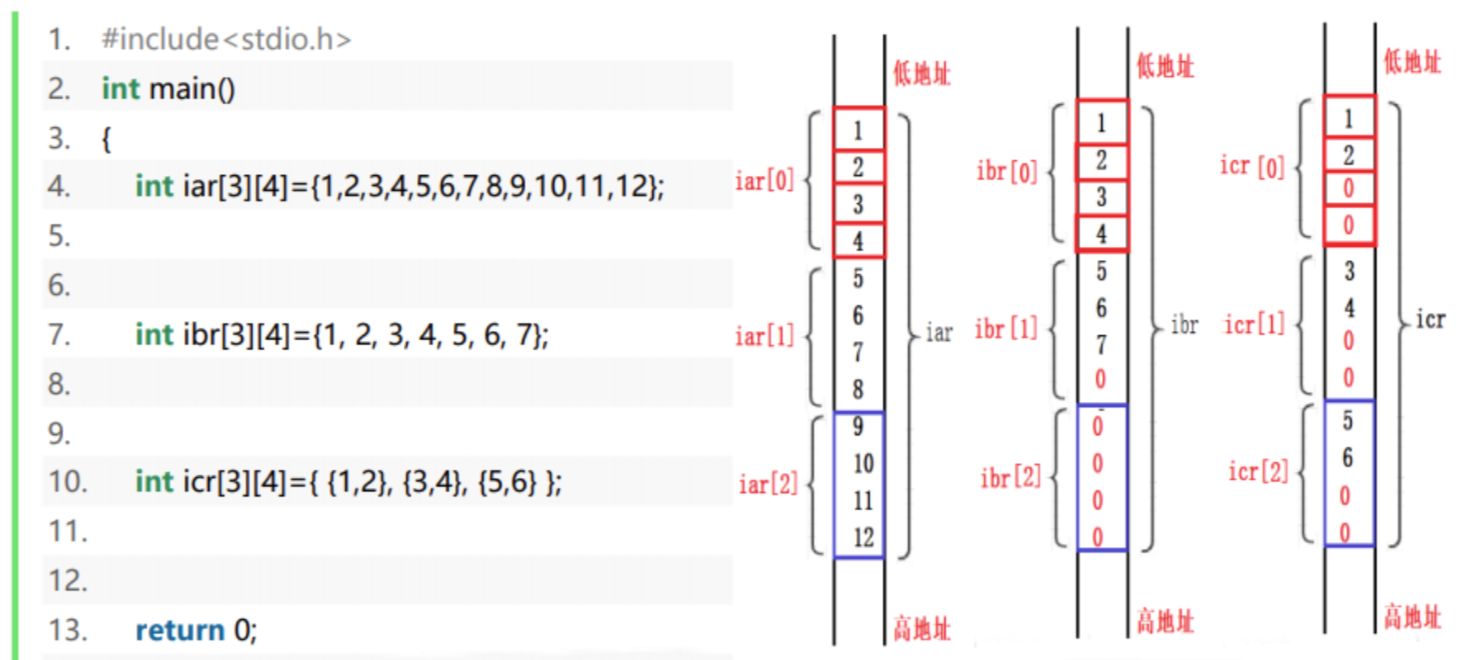 1. #include<stdio.h>
2. int main()
3. {
4. int iar[3][4]={1,2,3,4,5,6,7,8,9,10,11,12};
5.
6.
7. int ibr[3][4]={1, 2, 3, 4, 5, 6, 7};
8.
9.
10. int icr[3][4]={ {1,2}, {3,4}, {5,6} };
11.
12.
13. return 0;
低地址
iar[0]
1
2
3
4
iar[1]
5
6
7
8
iar
iar[2]
9
10
11
12
高地址
低地址
ibr[0]
1
2
3
4
ibr[1]
5
6
7
0
ibr
ibr[2]
0
0
0
0
高地址
低地址
icr [0]
1
2
0
0
icr[1]
3
4
0
0
icr
icr[2]
5
6
0
0
高地址